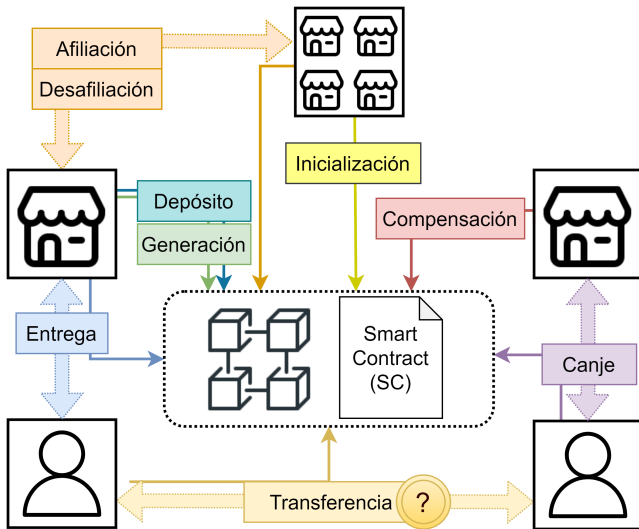 Afiliación
Desafiliación
Inicialización
Depósito
Generación
Compensación
Entrega
Smart
Contract
(SC)
Canje
Transferencia ?